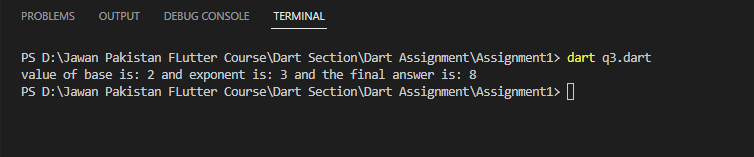 PROBLEMS OUTPUT DEBUG CONSOLE TERMINAL
PS D:\Jawan Pakistan FLutter Course\Dart Section\Dart Assignment\Assignment1> dart q3.dart
value of base is: 2 and exponent is: 3 and the final answer is: 8
PS D:\Jawan Pakistan FLutter Course\Dart Section\Dart Assignment\Assignment1>